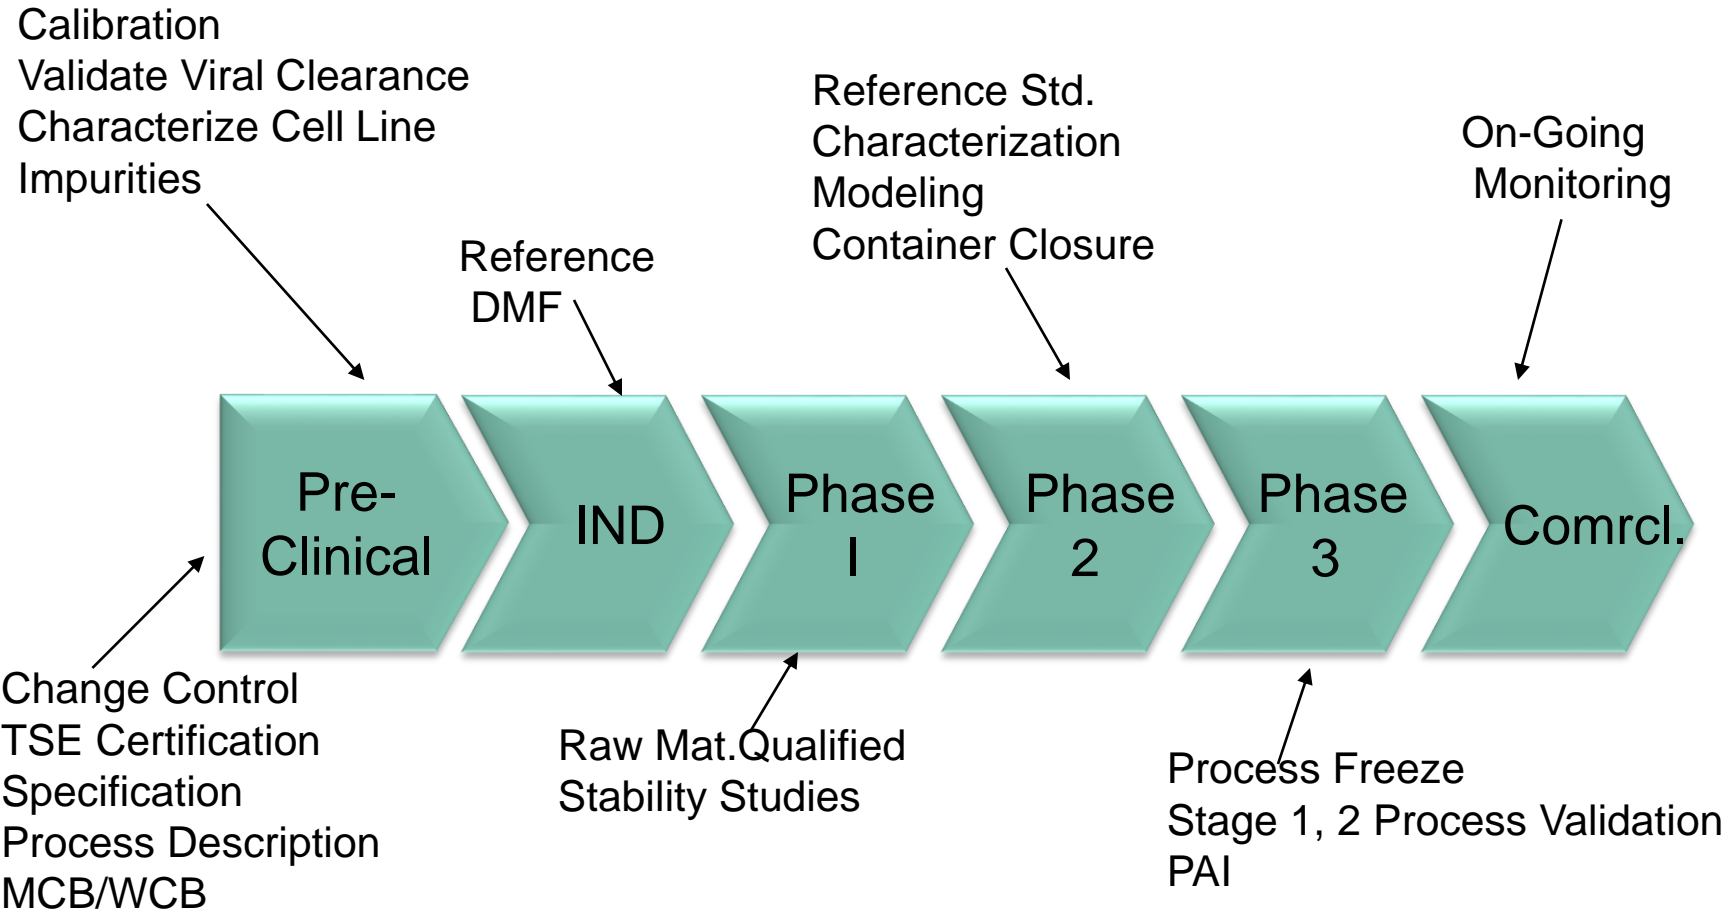 Calibration
Validate Viral Clearance
Characterize Cell Line
Impurities
Reference
DMF
Reference Std.
Characterization
Modeling
Container Closure
On-Going
Monitoring
Pre-
Clinical
IND
Phase
I
Phase
2
Phase
3
Comrcl.
Change Control
TSE Certification
Specification
Process Description
MCB/WCB
Raw Mat.Qualified
Stability Studies
Process Freeze
Stage 1, 2 Process Validation
PAI